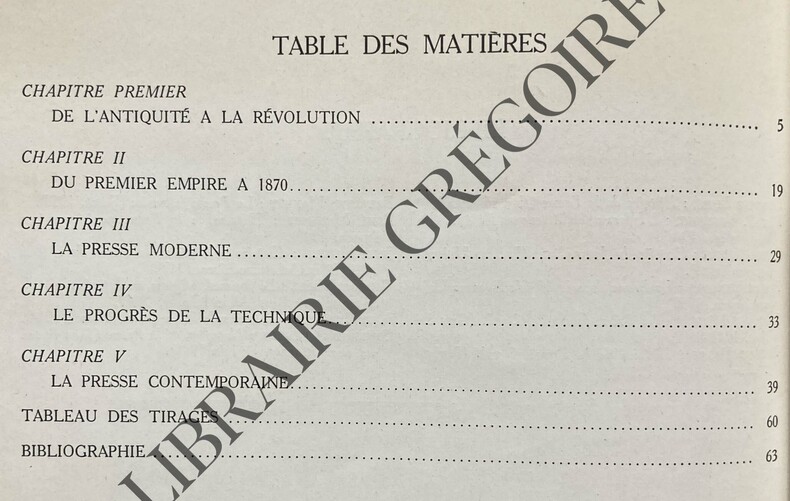 TABLE DES MATIÈRES
CHAPITRE PREMIER
DE L'ANTIQUITÉ A LA RÉVOLUTION ........ 5
CHAPITRE II
DU PREMIER EMPIRE A 1870........ 19
CHAPITRE III
LA PRESSE MODERNE ........ 29
CHAPITRE IV
LE PROGRÈS DE LA TECHNIQUE........ 33
CHAPITRE V
LA PRESSE CONTEMPORAINE........ 39
TABLEAU DES TIRAGES ........ 60
BIBLIOGRAPHIE........ 63
LIBRAIRIE GRÉGOIRE